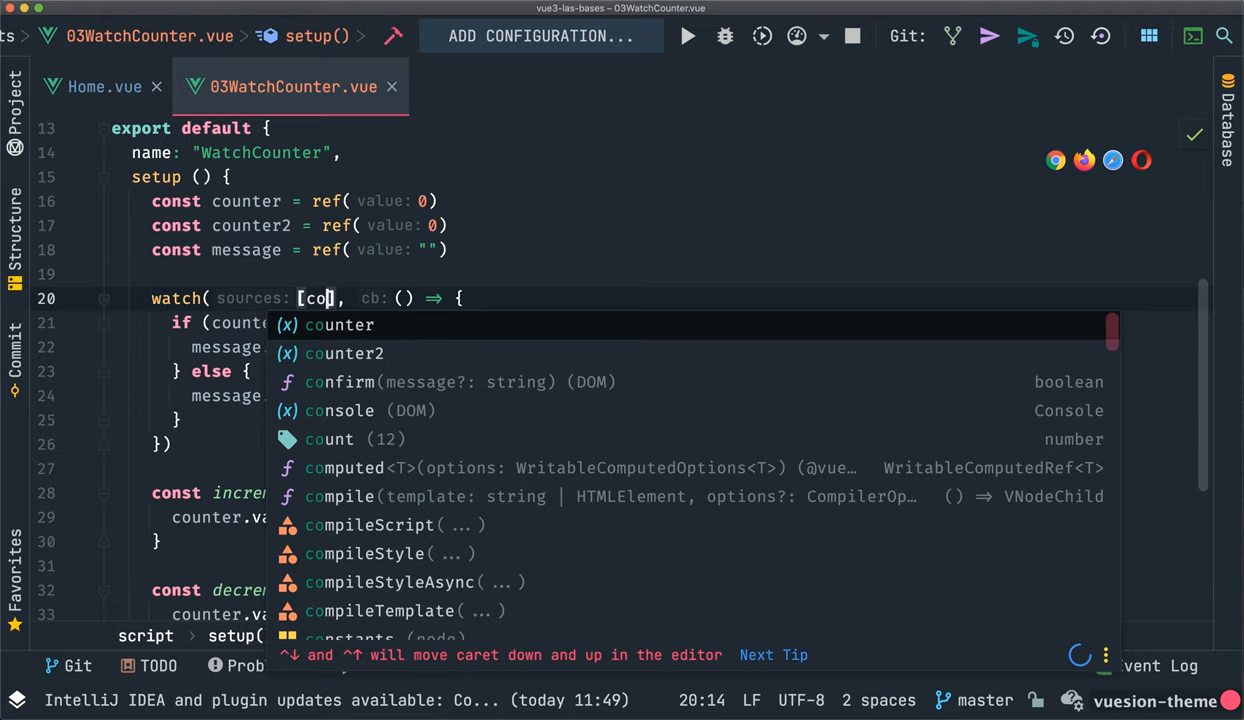 vue3-las-bases – 03WatchCounter.vue
ts > 03WatchCounter.vue > setup() > ADD CONFIGURATION... Git:
Home.vue × 03WatchCounter.vue ×
Project
Structure
Commit
Favorites
Database
13 export default {
14 name: "WatchCounter",
15 setup () {
16 const counter = ref( value: 0)
17 const counter2 = ref( value: 0)
18 const message = ref( value: "")
19
20 watch( sources: [co], cb: () ⇒ {
21 if (counte
22 message.
23 } else {
24 message.
25 }
26 })
27
28 const incren
29 counter.va
30 }
31
32 const decren
33 counter.va
(x) counter
(x) counter2
f confirm(message?: string) (DOM) boolean
(x) console (DOM) Console
count (12) number
f computed<T>(options: WritableComputedOptions<T>) (@vue… WritableComputedRef<T>
f compile(template: string | HTMLElement, options?: CompilerOp… () ⇒ VNodeChild
compileScript(...)
compileStyle(...)
compileStyleAsync(...)
compileTemplate(...)
constants (node)
^↓ and ^↑ will move caret down and up in the editor Next Tip
script > setup(
Git TODO Probl Event Log
IntelliJ IDEA and plugin updates available: Co... (today 11:49) 20:14 LF UTF-8 2 spaces master vuesion-theme